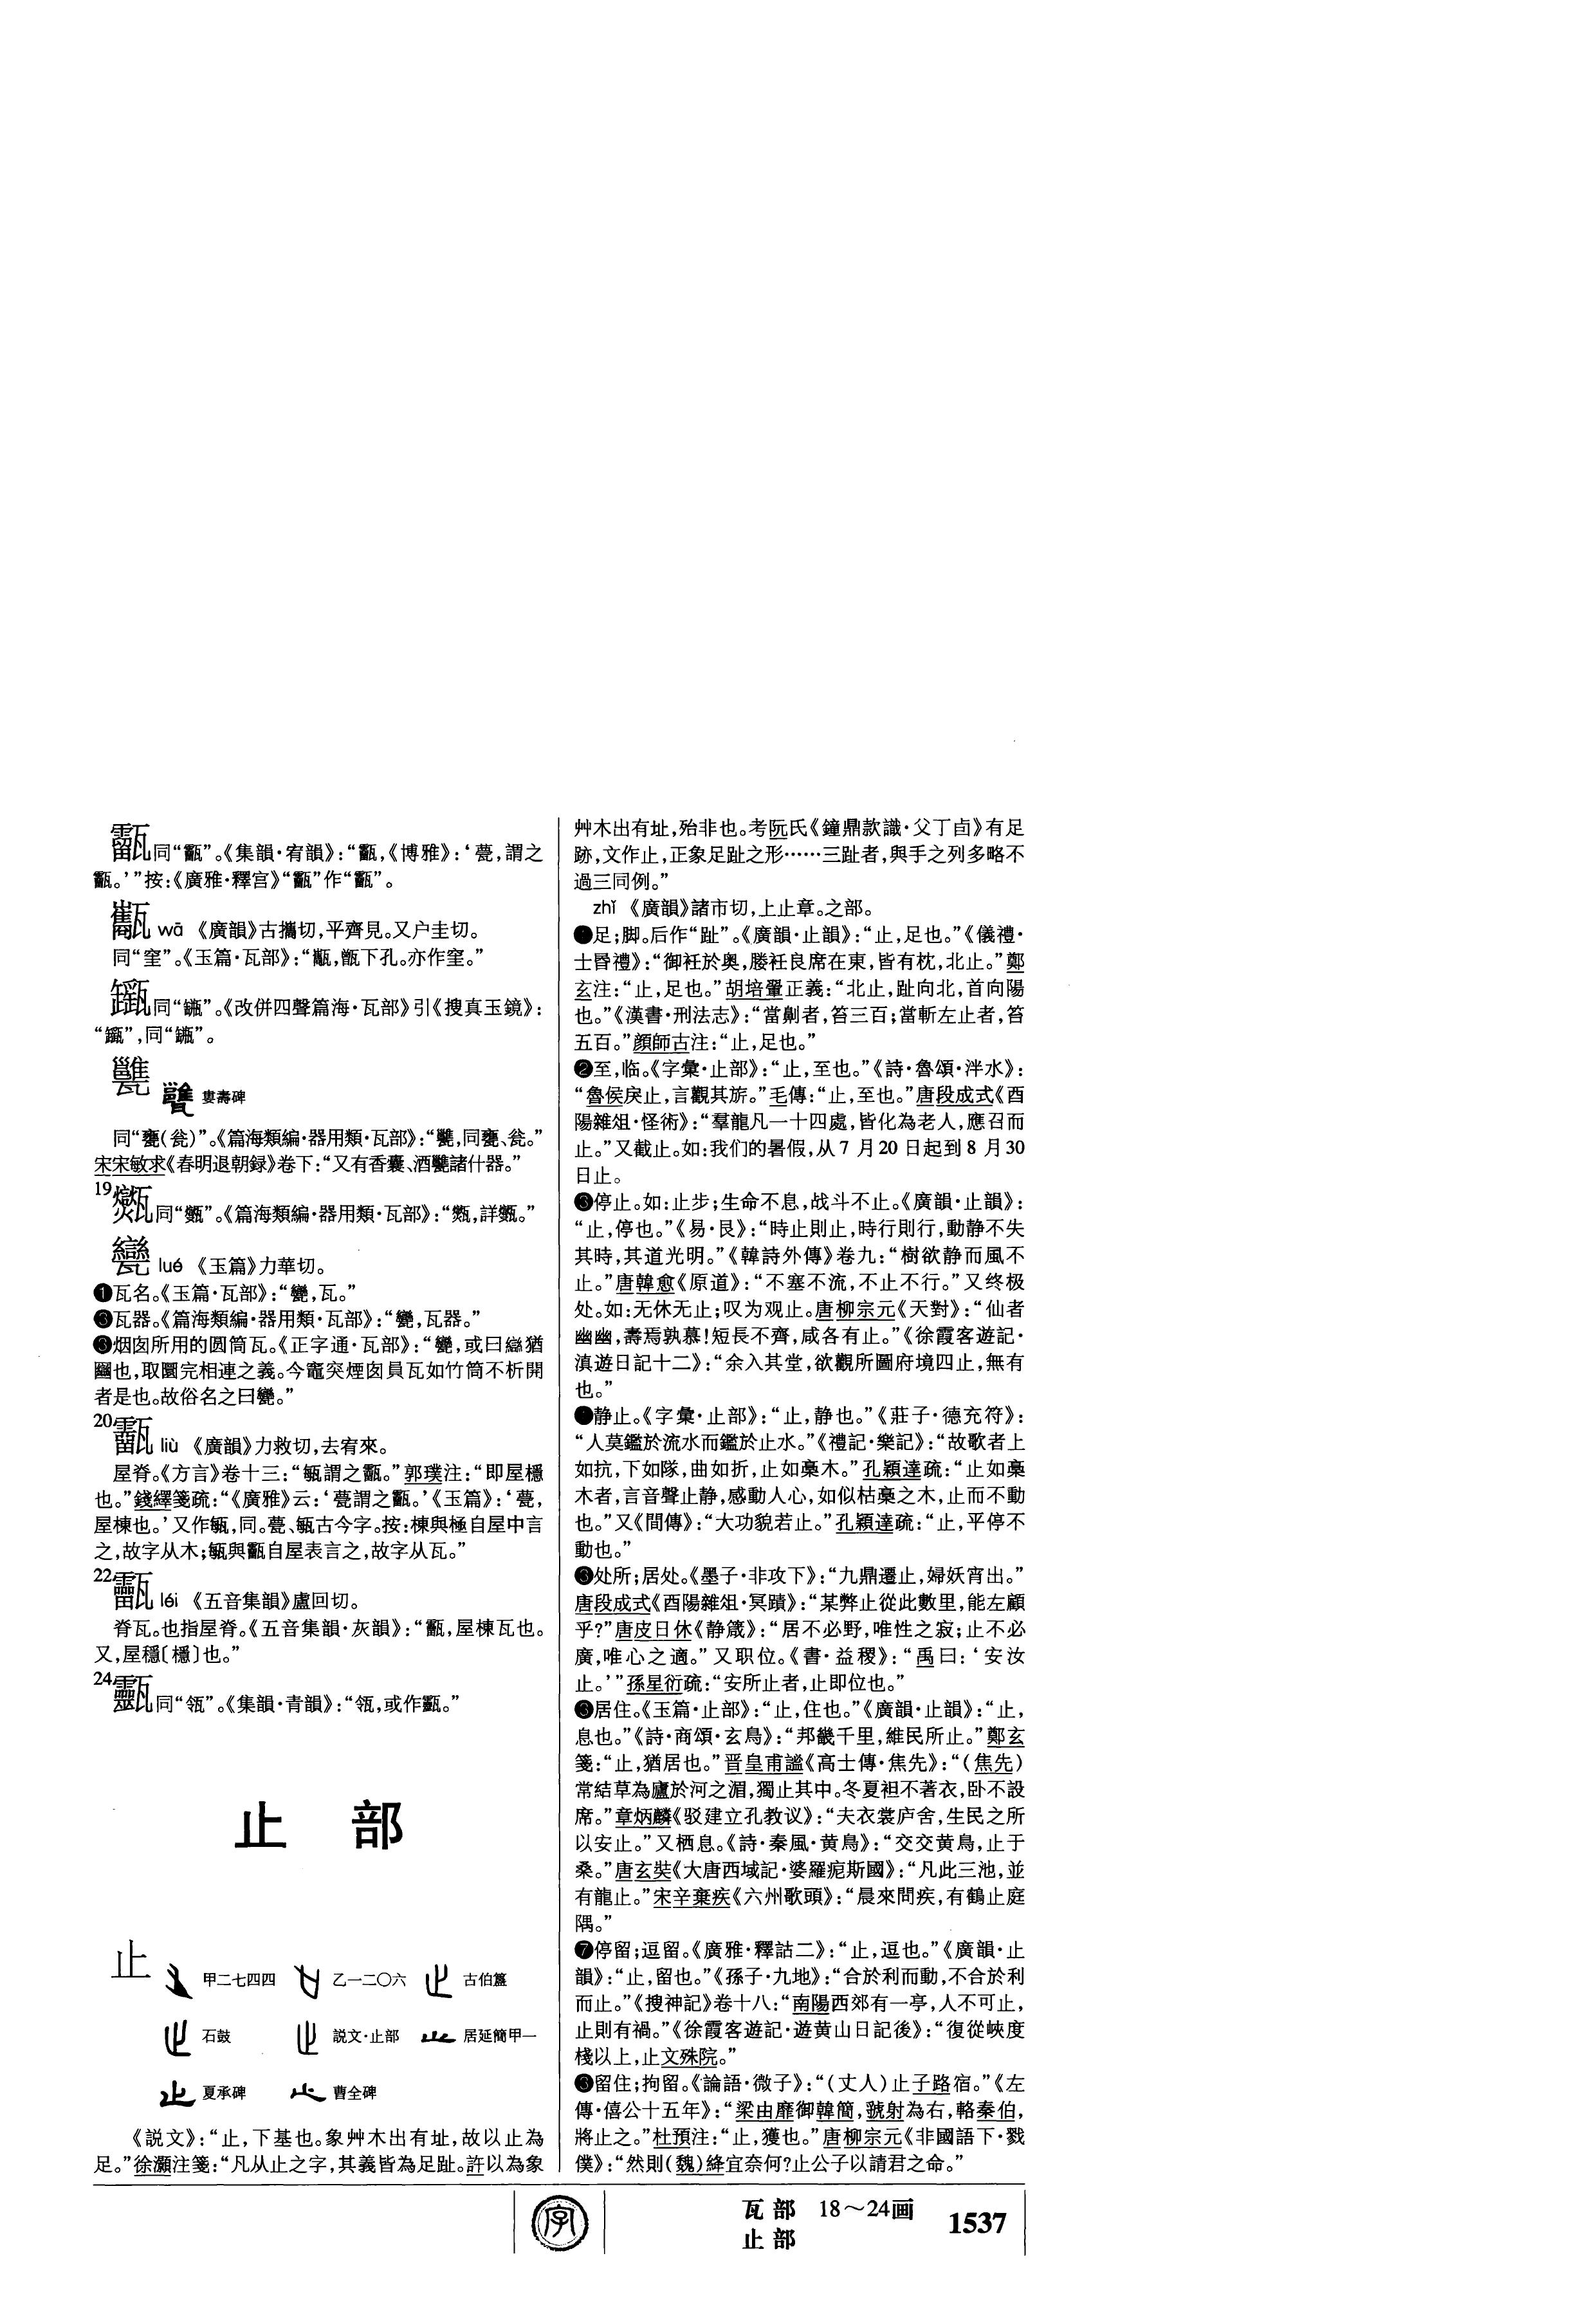 同“”。《集韻·宥韻》：“，《博雅》：‘甍，謂之
。’”按：《廣雅·釋宫》“”作“”。
wā 《廣韻》古攜切，平齊見。又户圭切。
同“窐”。《玉篇·瓦部》：“，甑下孔。亦作窐。”
同“”。《改併四聲篇海·瓦部》引《搜真玉鏡》：
“”，同“”。
婁壽碑
同“甕（瓮）”。《篇海類編·器用類·瓦部》：“，同甕、瓮。”
宋宋敏求《春明退朝録》卷下：“又有香囊、酒諸什器。”
19
同“甑”。《篇海類編·器用類·瓦部》：“，詳甑。”
lué 《玉篇》力華切。
❶瓦名。《玉篇·瓦部》：“，瓦。”
❷瓦器。《篇海類編·器用類·瓦部》：“，瓦器。”
❸烟囱所用的圆筒瓦。《正字通·瓦部》：“，或曰猶
也，取圞完相連之義。今竈突煙囱員瓦如竹筒不析開
者是也。故俗名之曰。”
20
liù 《廣韻》力救切，去宥來。
屋脊。《方言》卷十三：“㼳謂之。”郭璞注：“即屋檼
也。”錢繹箋疏：“《廣雅》云：‘甍謂之。’《玉篇》：‘甍，
屋棟也。’又作㼳，同。甍、㼳古今字。按：棟與極自屋中言
之，故字从木；㼳與自屋表言之，故字从瓦。”
22
léi 《五音集韻》盧回切。
脊瓦。也指屋脊。《五音集韻·灰韻》：“，屋棟瓦也。
又，屋穩〔檼〕也。”
24
同“瓴”。《集韻·青韻》：“瓴，或作。”
止 部
止
甲二七四四 乙一二〇六 古伯簋
石鼓 説文·止部 居延簡甲一
夏承碑 曹全碑
《説文》：“止，下基也。象艸木出有址，故以止為
足。”徐灝注箋：“凡从止之字，其義皆為足趾。許以為象
艸木出有址，殆非也。考阮氏《鐘鼎款識·父丁卣》有足
跡，文作止，正象足趾之形……三趾者，與手之列多略不
過三同例。”
zhǐ 《廣韻》諸市切，上止章。之部。
❶足；脚。后作“趾”。《廣韻·止韻》：“止，足也。”《儀禮·
士昏禮》：“御衽於奥，媵衽良席在東，皆有枕，北止。”鄭
玄注：“止，足也。”胡培翬正義：“北止，趾向北，首向陽
也。”《漢書·刑法志》：“當劓者，笞三百；當斬左止者，笞
五百。”顔師古注：“止，足也。”
❷至，临。《字彙·止部》：“止，至也。”《詩·魯頌·泮水》：
“魯侯戾止，言觀其旂。”毛傳：“止，至也。”唐段成式《酉
陽雜俎·怪術》：“羣龍凡一十四處，皆化為老人，應召而
止。”又截止。如：我们的暑假，从7月20日起到8月30
日止。
❸停止。如：止步；生命不息，战斗不止。《廣韻·止韻》：
“止，停也。”《易·艮》：“時止則止，時行則行，動静不失
其時，其道光明。”《韓詩外傳》卷九：“樹欲静而風不
止。”唐韓愈《原道》：“不塞不流，不止不行。”又终极
处。如：无休无止；叹为观止。唐柳宗元《天對》：“仙者
幽幽，壽焉孰慕！短長不齊，咸各有止。”《徐霞客遊記·
滇遊日記十二》：“余入其堂，欲觀所圖府境四止，無有
也。”
❹静止。《字彙·止部》：“止，静也。”《莊子·德充符》：
“人莫鑑於流水而鑑於止水。”《禮記·樂記》：“故歌者上
如抗，下如隊，曲如折，止如槀木。”孔穎達疏：“止如槀
木者，言音聲止静，感動人心，如似枯槀之木，止而不動
也。”又《間傳》：“大功貌若止。”孔穎達疏：“止，平停不
動也。”
❺处所；居处。《墨子·非攻下》：“九鼎遷止，婦妖宵出。”
唐段成式《酉陽雜俎·冥蹟》：“某弊止從此數里，能左顧
乎？”唐皮日休《静箴》：“居不必野，唯性之寂；止不必
廣，唯心之適。”又职位。《書·益稷》：“禹曰：‘安汝
止。’”孫星衍疏：“安所止者，止即位也。”
❻居住。《玉篇·止部》：“止，住也。”《廣韻·止韻》：“止，
息也。”《詩·商頌·玄鳥》：“邦畿千里，維民所止。”鄭玄
箋：“止，猶居也。”晋皇甫謐《高士傳·焦先》：“（焦先）
常結草為廬於河之湄，獨止其中。冬夏袒不著衣，卧不設
席。”章炳麟《驳建立孔教议》：“夫衣裳庐舍，生民之所
以安止。”又栖息。《詩·秦風·黄鳥》：“交交黄鳥，止于
桑。”唐玄奘《大唐西域記·婆羅痆斯國》：“凡此三池，並
有龍止。”宋辛棄疾《六州歌頭》：“晨來問疾，有鶴止庭
隅。”
❼停留；逗留。《廣雅·釋詁二》：“止，逗也。”《廣韻·止
韻》：“止，留也。”《孫子·九地》：“合於利而動，不合於利
而止。”《搜神記》卷十八：“南陽西郊有一亭，人不可止，
止則有禍。”《徐霞客遊記·遊黄山日記後》：“復從峽度
棧以上，止文殊院。”
❽留住；拘留。《論語·微子》：“（丈人）止子路宿。”《左
傳·僖公十五年》：“梁由靡御韓簡，虢射為右，輅秦伯，
將止之。”杜預注：“止，獲也。”唐柳宗元《非國語下·戮
僕》：“然則（魏）絳宜奈何？止公子以請君之命。”
字
瓦部 18～24画
止部
1537